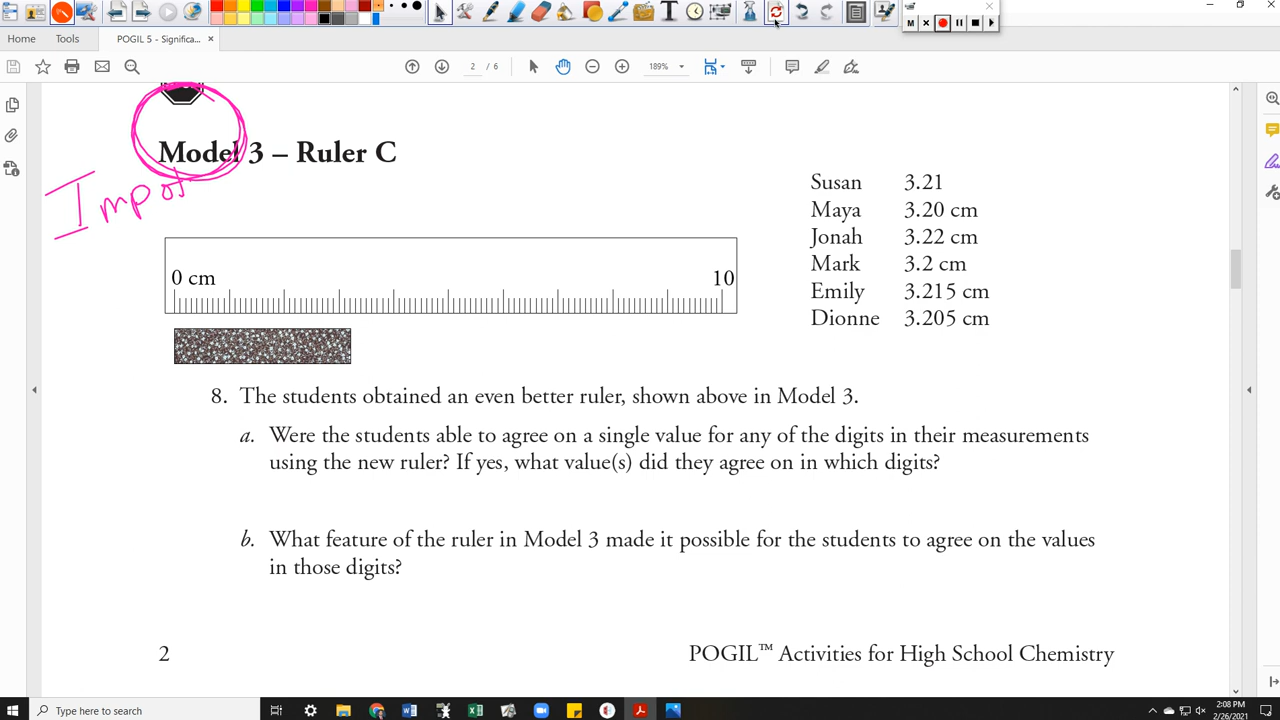 Home Tools POGIL 5 - Significa... ×
2 / 6 189%
M
Model 3 – Ruler C
Impot
Susan 3.21
Maya 3.20 cm
Jonah 3.22 cm
Mark 3.2 cm
Emily 3.215 cm
Dionne 3.205 cm
0 cm 10
8. The students obtained an even better ruler, shown above in Model 3.
a. Were the students able to agree on a single value for any of the digits in their measurements
using the new ruler? If yes, what value(s) did they agree on in which digits?
b. What feature of the ruler in Model 3 made it possible for the students to agree on the values
in those digits?
2 POGIL™ Activities for High School Chemistry
Type here to search
2:08 PM
2/26/2021